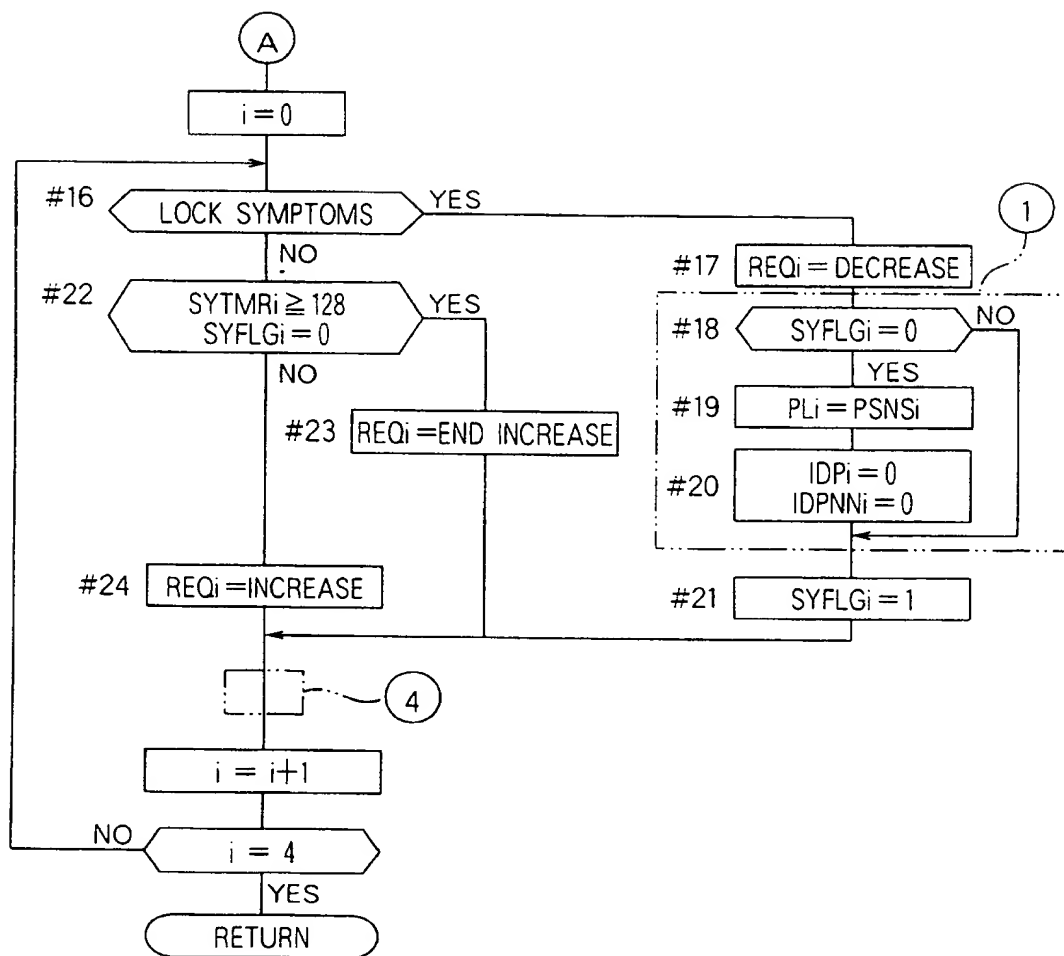 A
i = 0
#16
LOCK SYMPTOMS
YES
NO
1
#17
REQi = DECREASE
#22
SYTMRi ≧ 128
SYFLGi = 0
YES
NO
#18
SYFLGi = 0
NO
YES
#19
PLi = PSNSi
#23
REQi = END INCREASE
#20
IDPi = 0
IDPNNi = 0
#24
REQi = INCREASE
#21
SYFLGi = 1
4
i = i+1
NO
i = 4
YES
RETURN